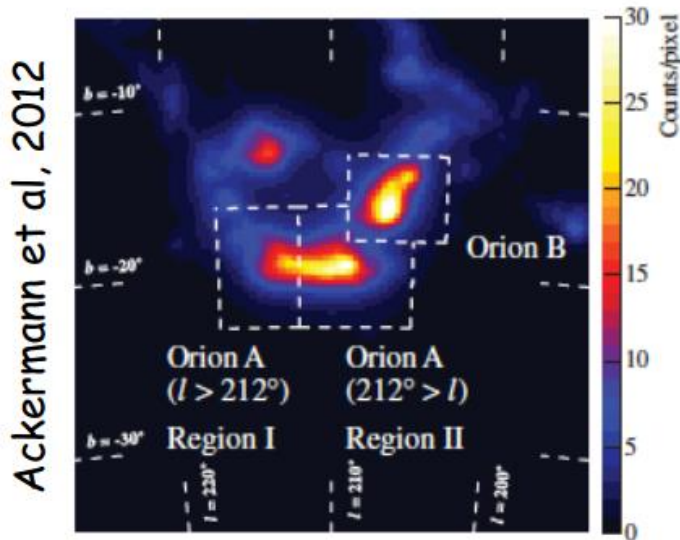 Ackermann et al, 2012
b = -10°
b = -20°
b = -30°
Orion B
Orion A
(l > 212°)
Region I
Orion A
(212° > l)
Region II
l = 220°
l = 210°
l = 200°
30
25
20
15
10
5
0
Counts/pixel